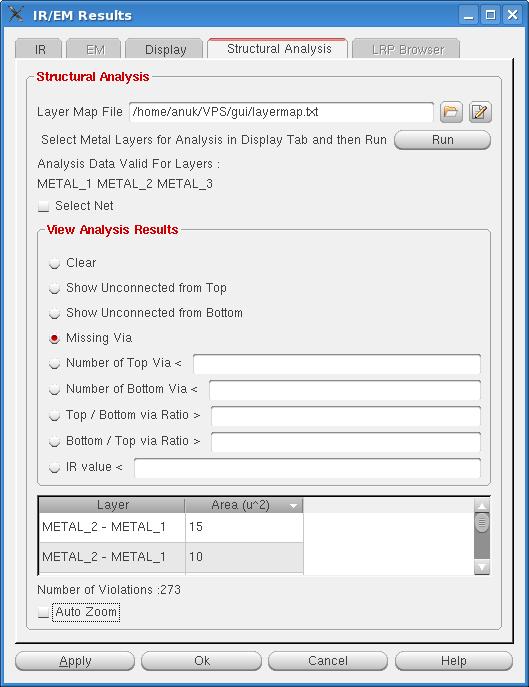 IR/EM Results
IR EM Display Structural Analysis LRP Browser
Structural Analysis
Layer Map File /home/anuk/VPS/gui/layermap.txt
Select Metal Layers for Analysis in Display Tab and then Run Run
Analysis Data Valid For Layers :
METAL_1 METAL_2 METAL_3
Select Net
View Analysis Results
Clear
Show Unconnected from Top
Show Unconnected from Bottom
Missing Via
Number of Top Via <
Number of Bottom Via <
Top / Bottom via Ratio >
Bottom / Top via Ratio >
IR value <
Layer Area (u^2)
METAL_2 - METAL_1 15
METAL_2 - METAL_1 10
Number of Violations :273
Auto Zoom
Apply Ok Cancel Help